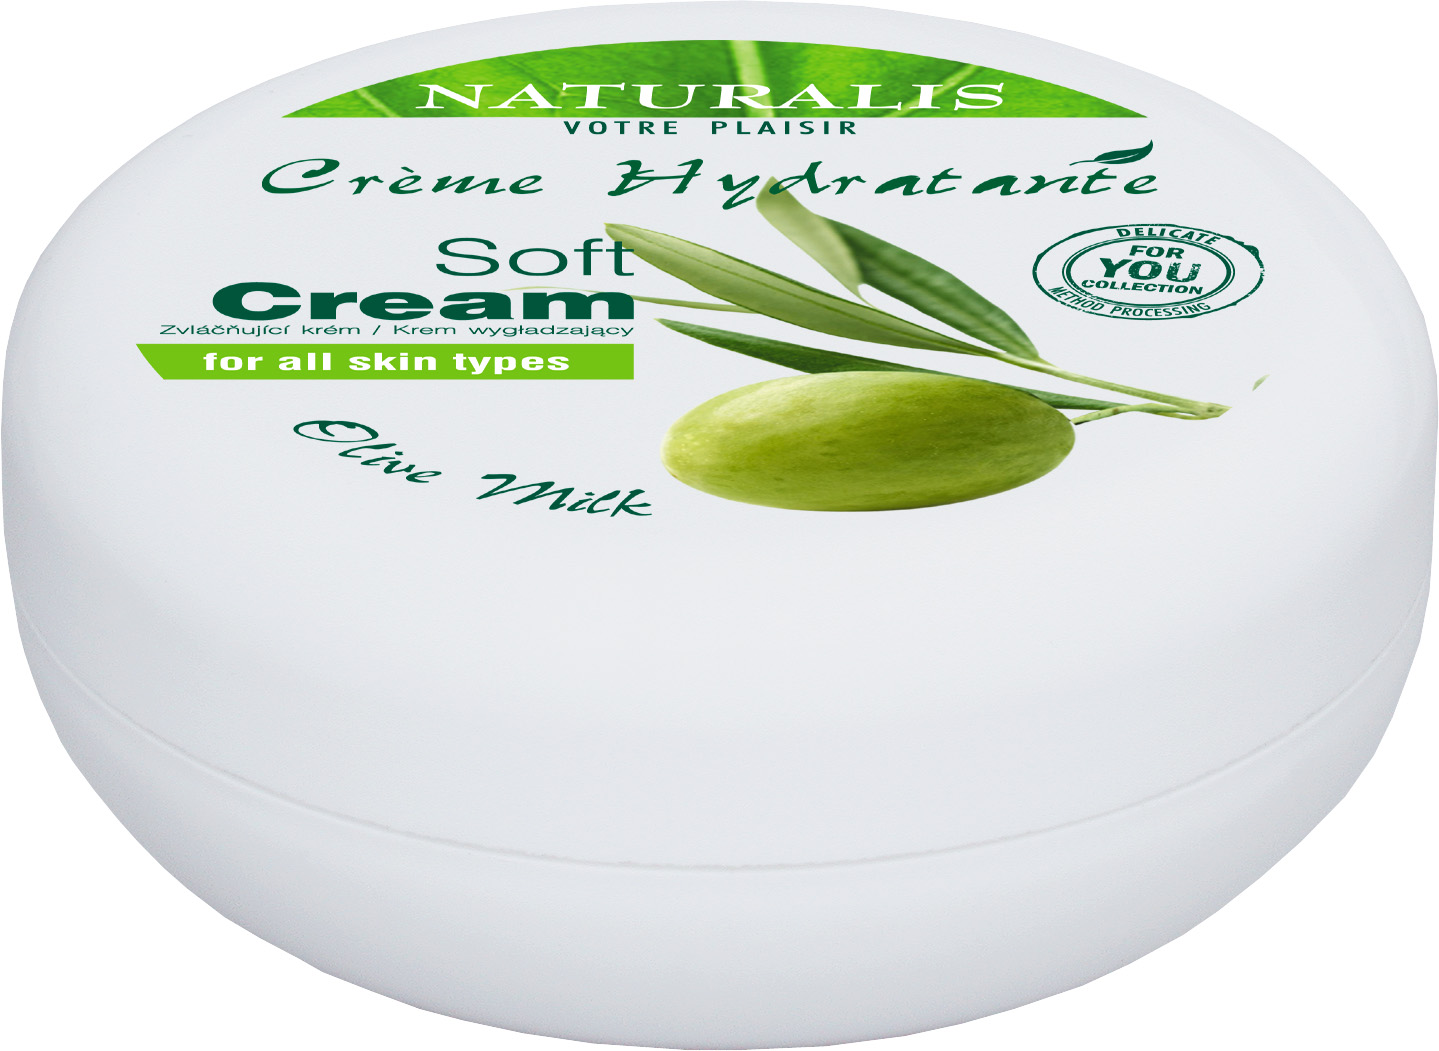 NATURALIS
VOTRE PLAISIR
Crème Hydratante
Soft
Cream
Zvláčňující krém / Krem wygładzający
for all skin types
Olive Milk
DELICATE
FOR
YOU
COLLECTION
METHOD PROCESSING